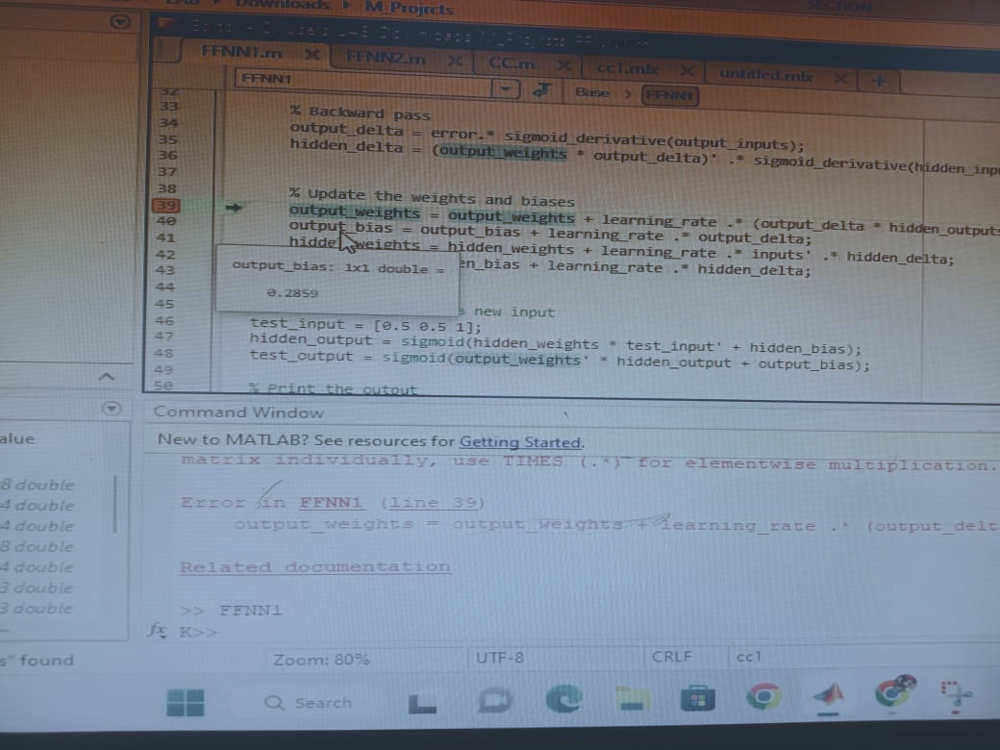 Downloads ▸ M_Projrcts
SECTION
FFNN1.m
FFNN2.m
CC.m
cc1.mlx
untitled.mlx
FFNN1
Base > FFNN1
32
33
34
35
36
37
38
39
40
41
42
43
44
45
46
47
48
49
50
% Backward pass
output_delta = error.* sigmoid_derivative(output_inputs);
hidden_delta = (output_weights * output_delta)' .* sigmoid_derivative(hidden_inp
% Update the weights and biases
output_weights = output_weights + learning_rate .* (output_delta * hidden_outputs
output_bias = output_bias + learning_rate .* output_delta;
hidde weights = hidden_weights + learning_rate .* inputs' .* hidden_delta;
en_bias + learning_rate .* hidden_delta;
output_bias: 1x1 double =
0.2859
a new input
test_input = [0.5 0.5 1];
hidden_output = sigmoid(hidden_weights * test_input' + hidden_bias);
test_output = sigmoid(output_weights' * hidden_output + output_bias);
% Print the output
Command Window
New to MATLAB? See resources for Getting Started.
matrix individually, use TIMES (.*) for elementwise multiplication.
Error in FFNN1 (line 39)
output_weights = output_weights + learning_rate .* (output_delt
Related documentation
>> FFNN1
fx K>>
alue
8 double
4 double
4 double
8 double
4 double
3 double
3 double
s" found
Zoom: 80%
UTF-8
CRLF
cc1
Search